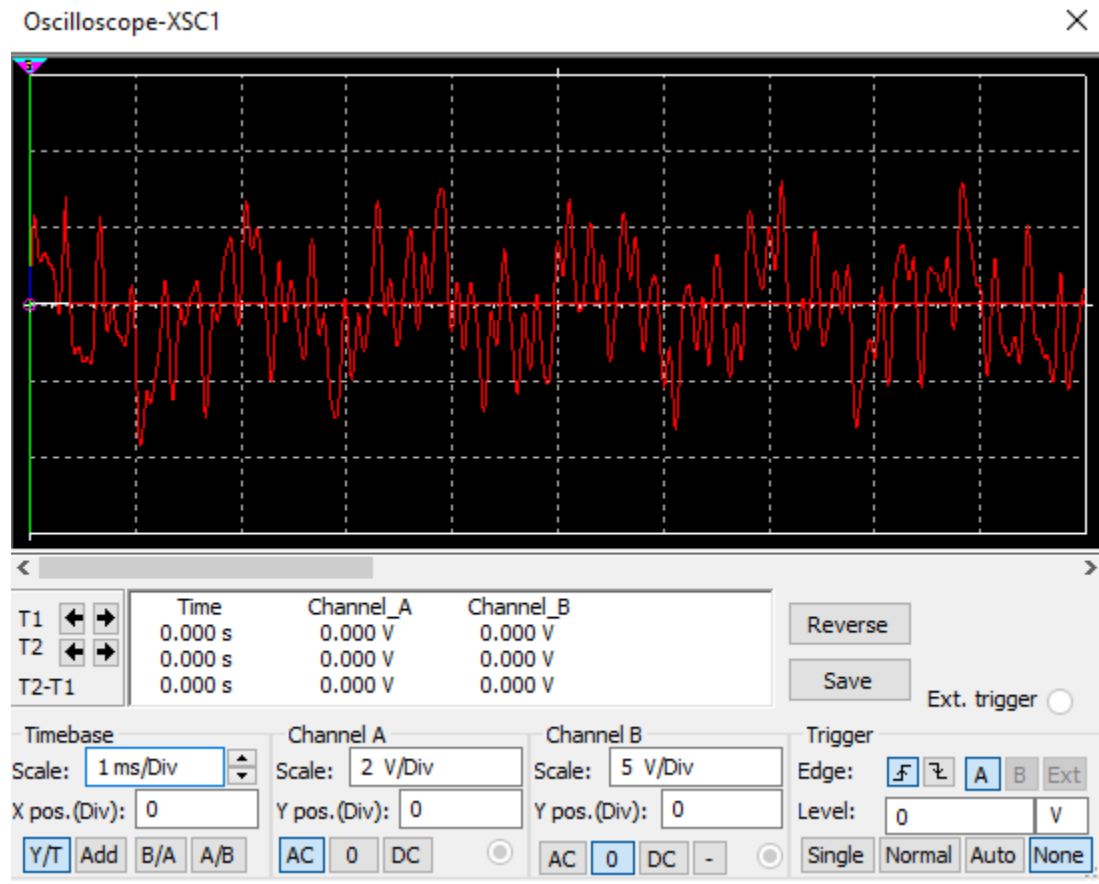 Oscilloscope-XSC1
Time Channel_A Channel_B
T1 0.000 s 0.000 V 0.000 V
T2 0.000 s 0.000 V 0.000 V
T2-T1 0.000 s 0.000 V 0.000 V
Reverse
Save
Ext. trigger
Timebase
Scale: 1 ms/Div
X pos.(Div): 0
Y/T Add B/A A/B
Channel A
Scale: 2 V/Div
Y pos.(Div): 0
AC 0 DC
Channel B
Scale: 5 V/Div
Y pos.(Div): 0
AC 0 DC -
Trigger
Edge: A B Ext
Level: 0 V
Single Normal Auto None